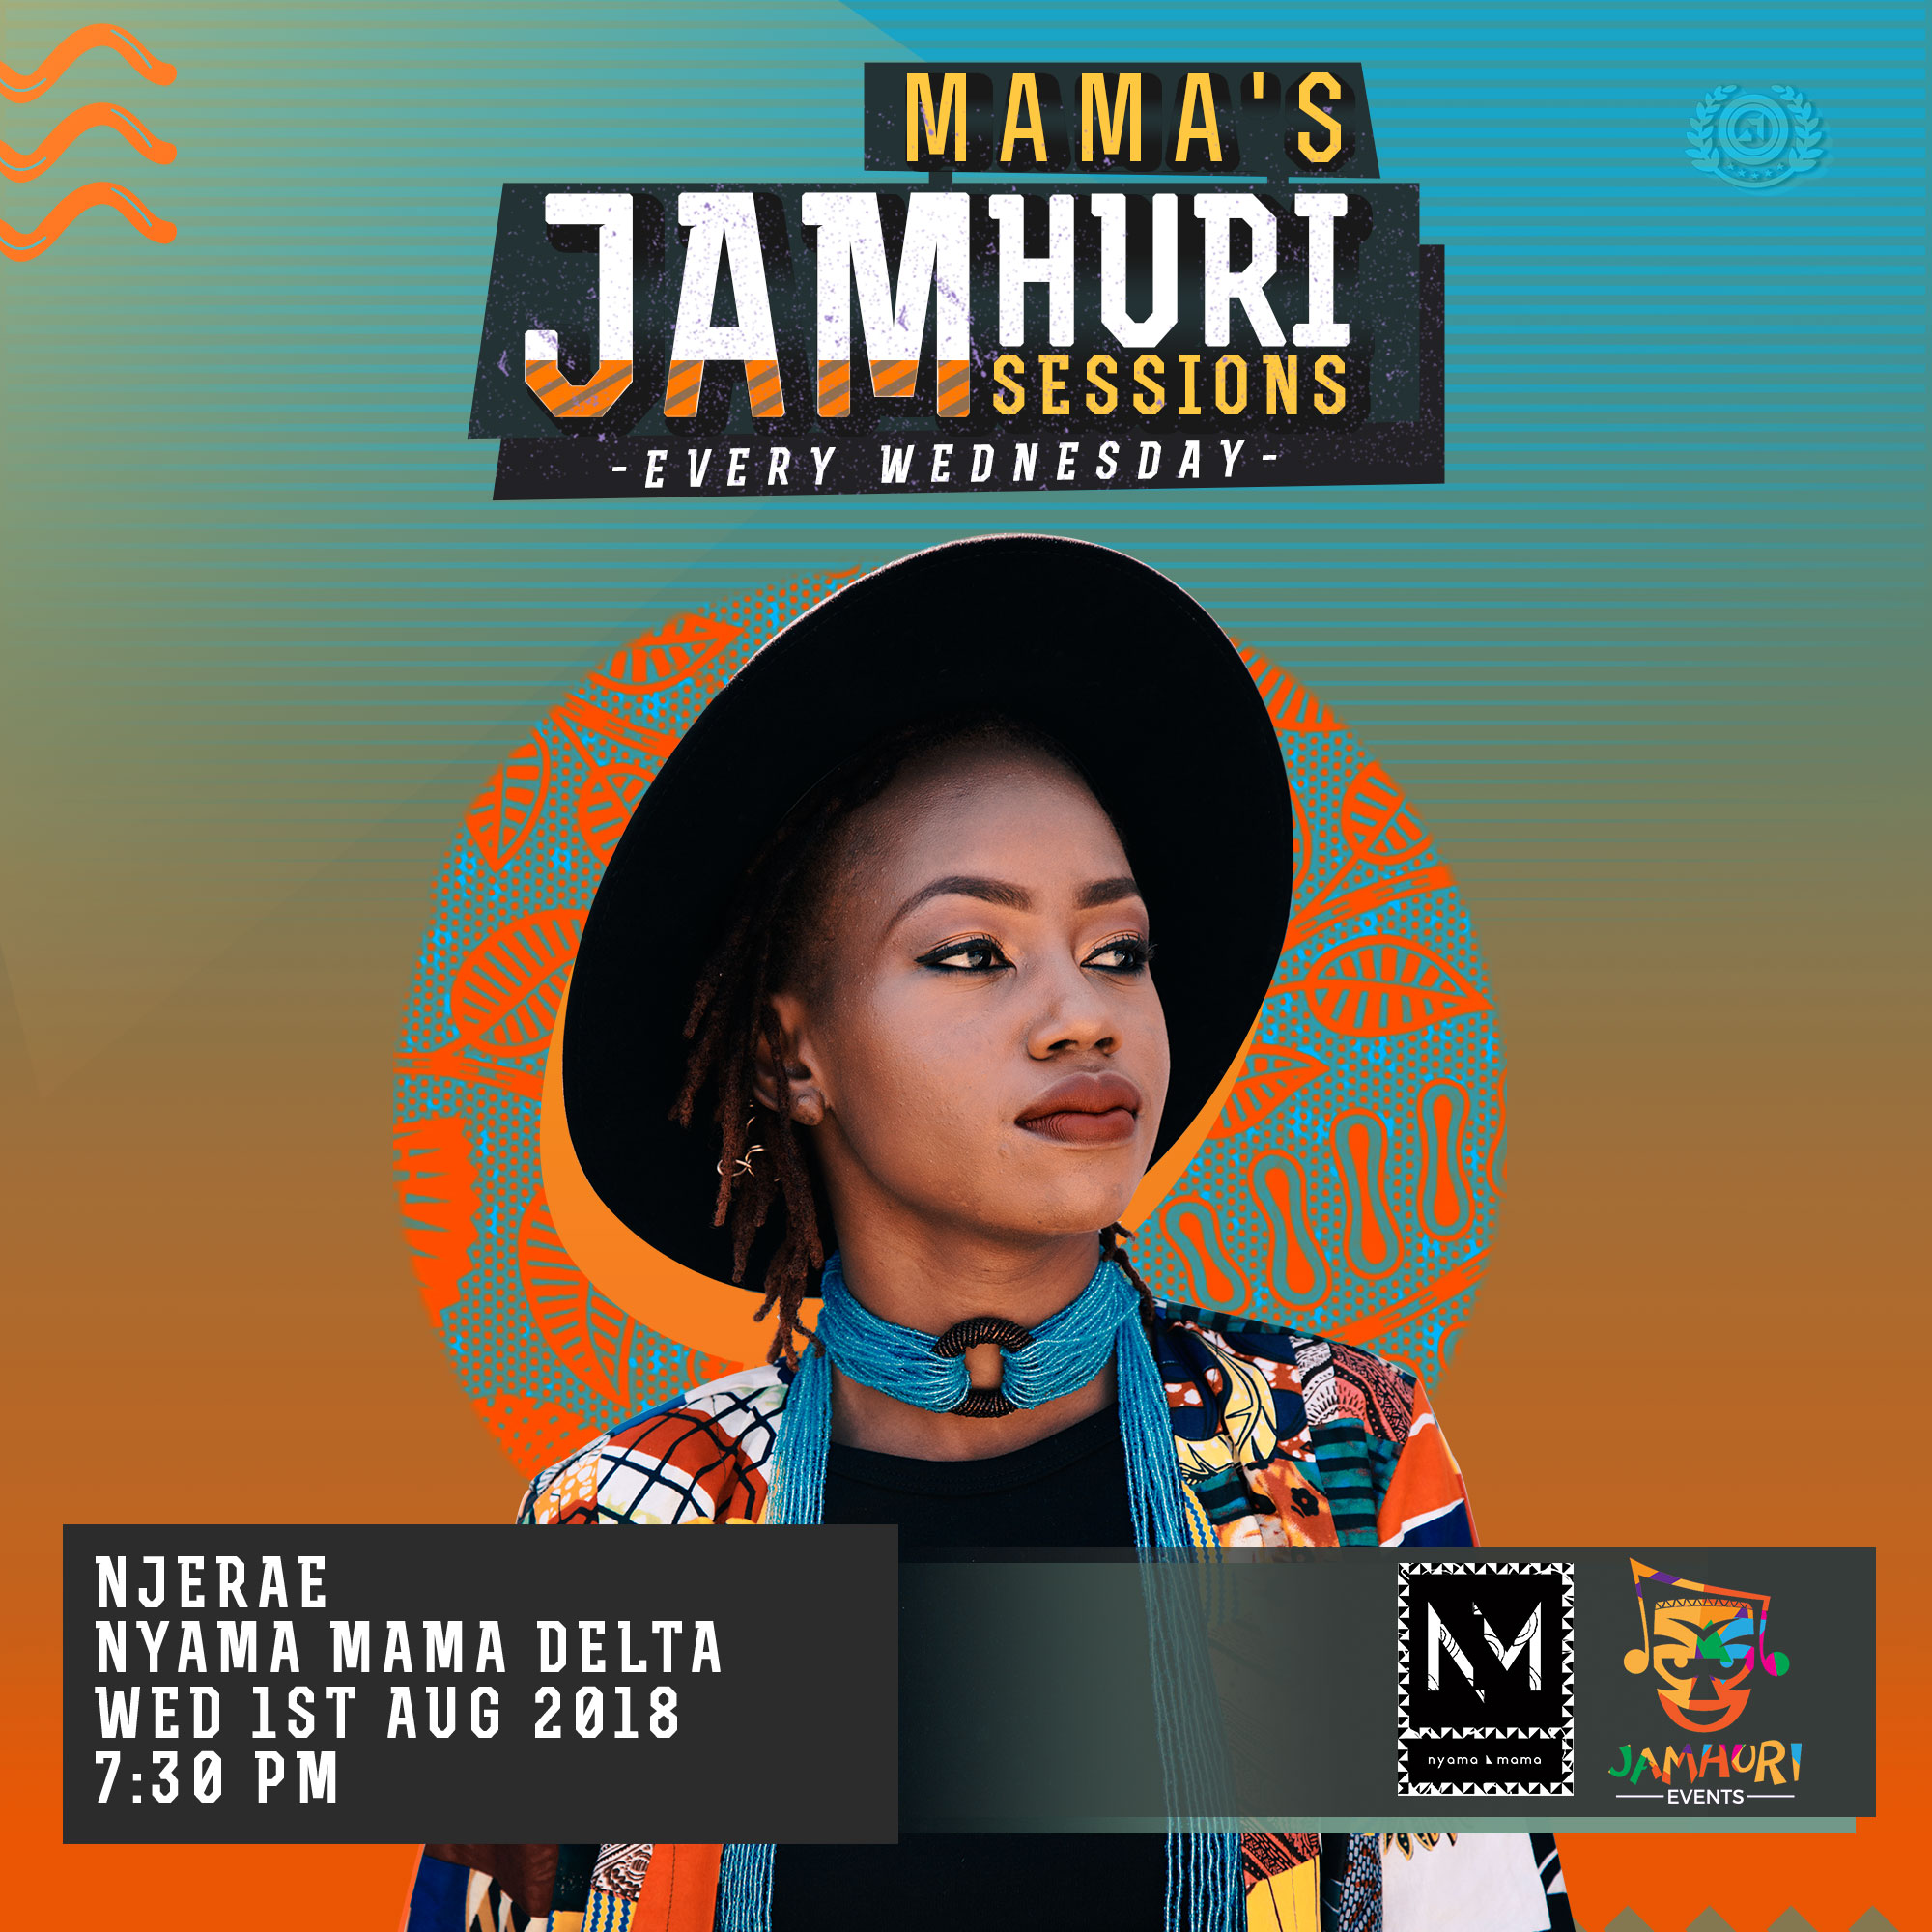 MAMA'S
JAMHURI
SESSIONS
-EVERY WEDNESDAY-
NJERAE
NYAMA MAMA DELTA
WED 1ST AUG 2018
7:30 PM
NM
nyama mama
JAMHURI
EVENTS